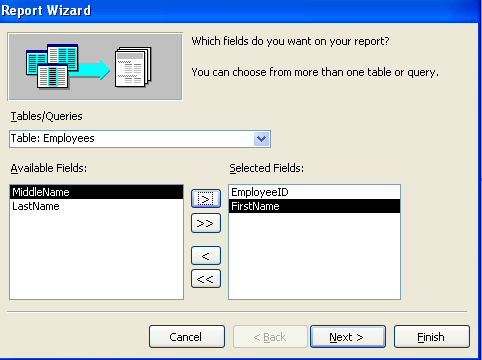 Report Wizard
Which fields do you want on your report?
You can choose from more than one table or query.
Tables/Queries
Table: Employees
Available Fields:
Selected Fields:
MiddleName
LastName
>
>>
<
<<
EmployeeID
FirstName
Cancel
< Back
Next >
Finish